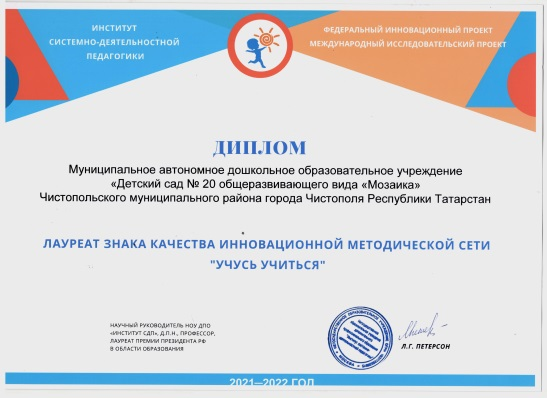 ИНСТИТУТ
СИСТЕМНО-ДЕЯТЕЛЬНОСТНОЙ
ПЕДАГОГИКИ
ФЕДЕРАЛЬНЫЙ ИННОВАЦИОННЫЙ ПРОЕКТ
МЕЖДУНАРОДНЫЙ ИССЛЕДОВАТЕЛЬСКИЙ ПРОЕКТ
ДИПЛОМ
Муниципальное автономное дошкольное образовательное учреждение
«Детский сад № 20 общеразвивающего вида «Мозаика»
Чистопольского муниципального района города Чистополя Республики Татарстан
ЛАУРЕАТ ЗНАКА КАЧЕСТВА ИННОВАЦИОННОЙ МЕТОДИЧЕСКОЙ СЕТИ
"УЧУСЬ УЧИТЬСЯ"
НАУЧНЫЙ РУКОВОДИТЕЛЬ НОУ ДПО
«ИНСТИТУТ СДП», Д.П.Н., ПРОФЕССОР,
ЛАУРЕАТ ПРЕМИИ ПРЕЗИДЕНТА РФ
В ОБЛАСТИ ОБРАЗОВАНИЯ
Л.Г. ПЕТЕРСОН
2021—2022 ГОД